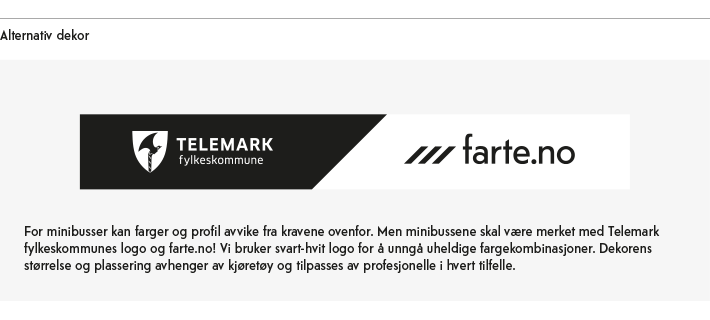 Alternativ dekor
TELEMARK
fylkeskommune
farte.no
For minibusser kan farger og profil avvike fra kravene ovenfor. Men minibussene skal være merket med Telemark
fylkeskommunes logo og farte.no! Vi bruker svart-hvit logo for å unngå uheldige fargekombinasjoner. Dekorens
størrelse og plassering avhenger av kjøretøy og tilpasses av profesjonelle i hvert tilfelle.